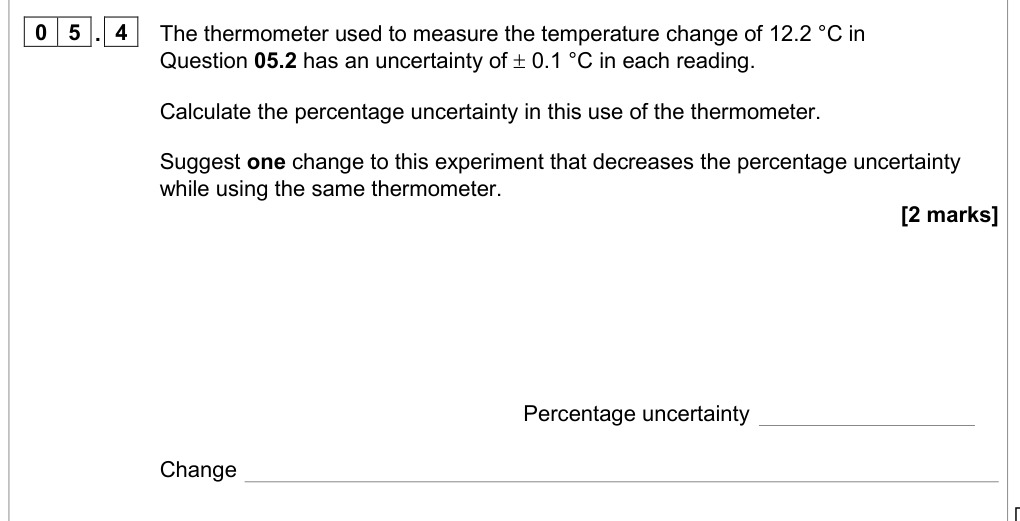 0 5 . 4 The thermometer used to measure the temperature change of 12.2 °C in
Question 05.2 has an uncertainty of ± 0.1 °C in each reading.
Calculate the percentage uncertainty in this use of the thermometer.
Suggest one change to this experiment that decreases the percentage uncertainty
while using the same thermometer.
[2 marks]
Percentage uncertainty
Change